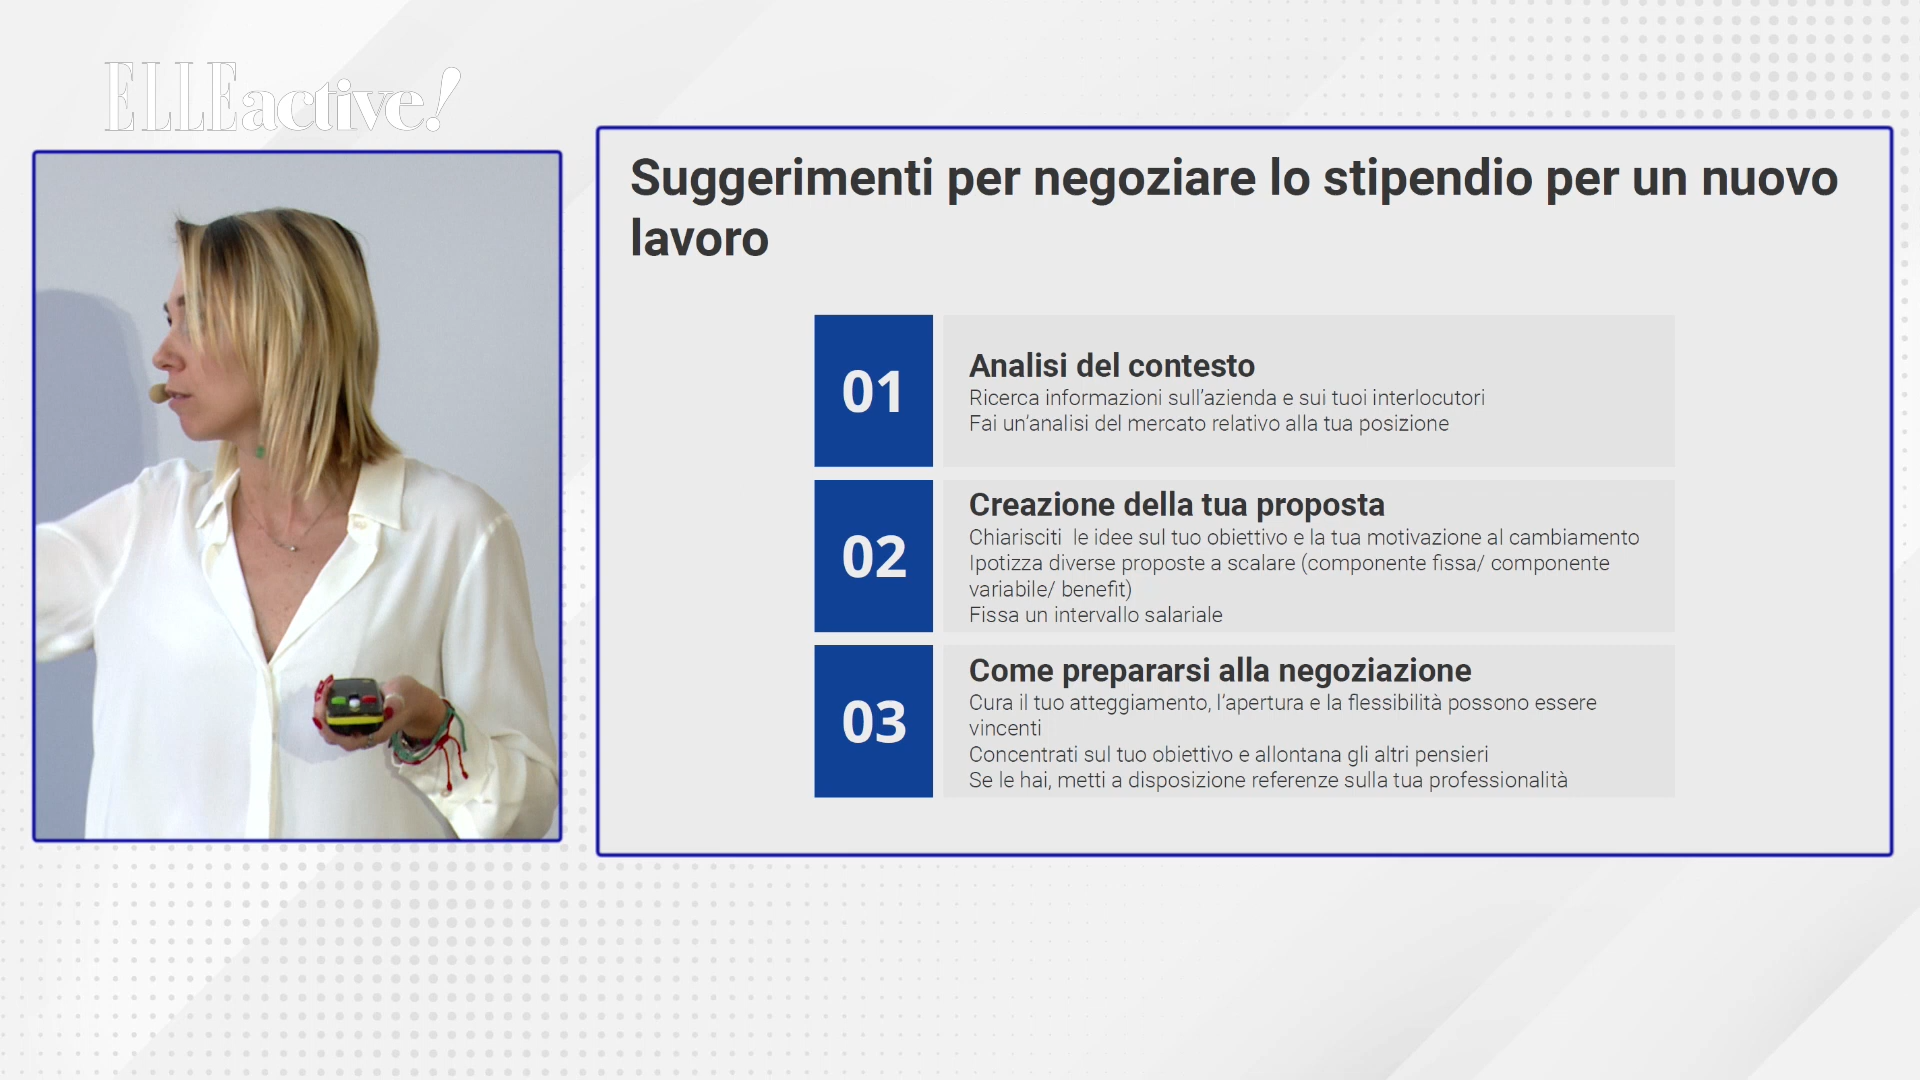 ELLEactive!
Suggerimenti per negoziare lo stipendio per un nuovo
lavoro
01
Analisi del contesto
Ricerca informazioni sull’azienda e sui tuoi interlocutori
Fai un’analisi del mercato relativo alla tua posizione
02
Creazione della tua proposta
Chiarisciti  le idee sul tuo obiettivo e la tua motivazione al cambiamento
Ipotizza diverse proposte a scalare (componente fissa/ componente
variabile/ benefit)
Fissa un intervallo salariale
03
Come prepararsi alla negoziazione
Cura il tuo atteggiamento, l’apertura e la flessibilità possono essere
vincenti
Concentrati sul tuo obiettivo e allontana gli altri pensieri
Se le hai, metti a disposizione referenze sulla tua professionalità